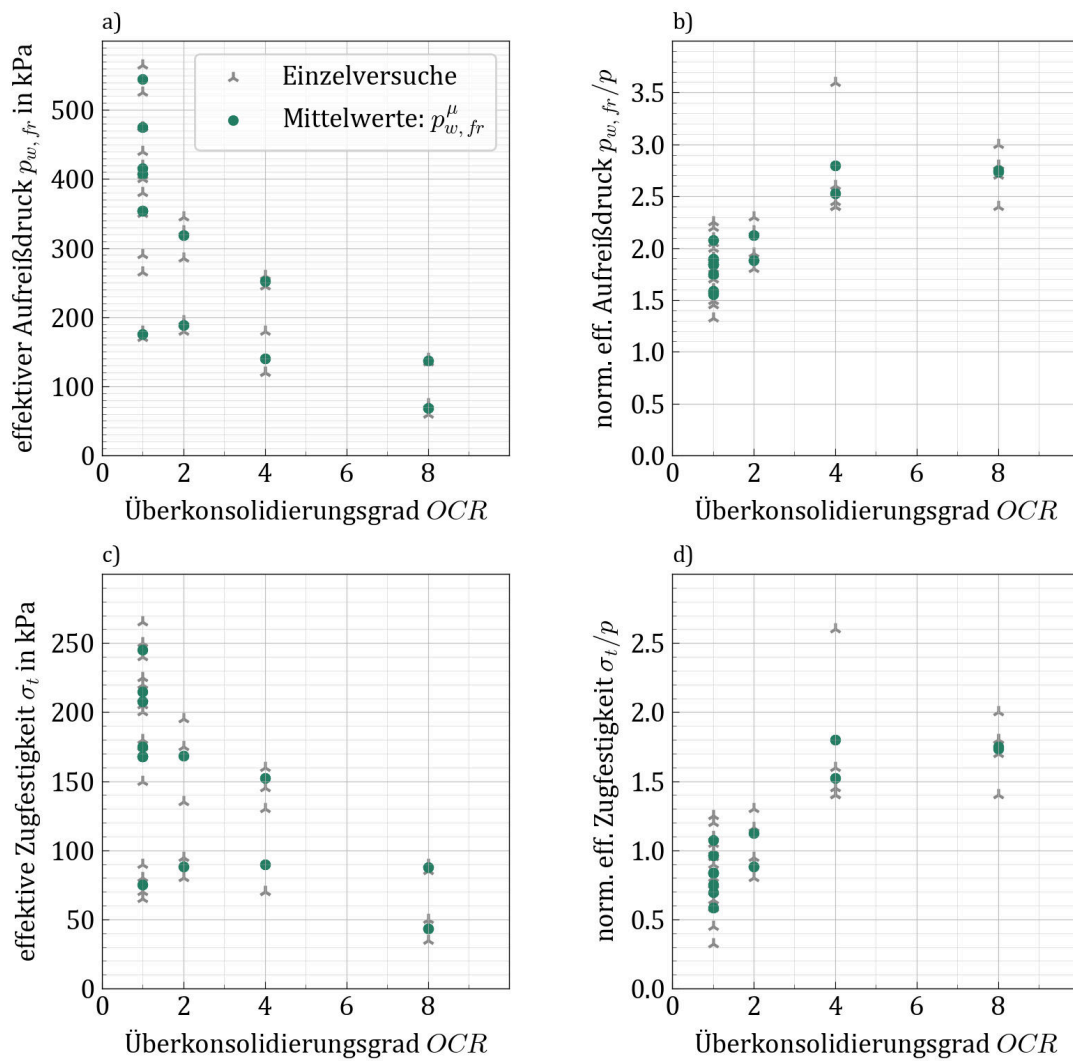 a)
effektiver Aufreißdruck p_{w, fr} in kPa
500
400
300
200
100
0
Einzelversuche
Mittelwerte: p^{μ}_{w, fr}
0 2 4 6 8
Überkonsolidierungsgrad OCR
b)
norm. eff. Aufreißdruck p_{w, fr}/p
3.5
3.0
2.5
2.0
1.5
1.0
0.5
0.0
0 2 4 6 8
Überkonsolidierungsgrad OCR
c)
effektive Zugfestigkeit σ_t in kPa
250
200
150
100
50
0
0 2 4 6 8
Überkonsolidierungsgrad OCR
d)
norm. eff. Zugfestigkeit σ_t/p
2.5
2.0
1.5
1.0
0.5
0.0
0 2 4 6 8
Überkonsolidierungsgrad OCR